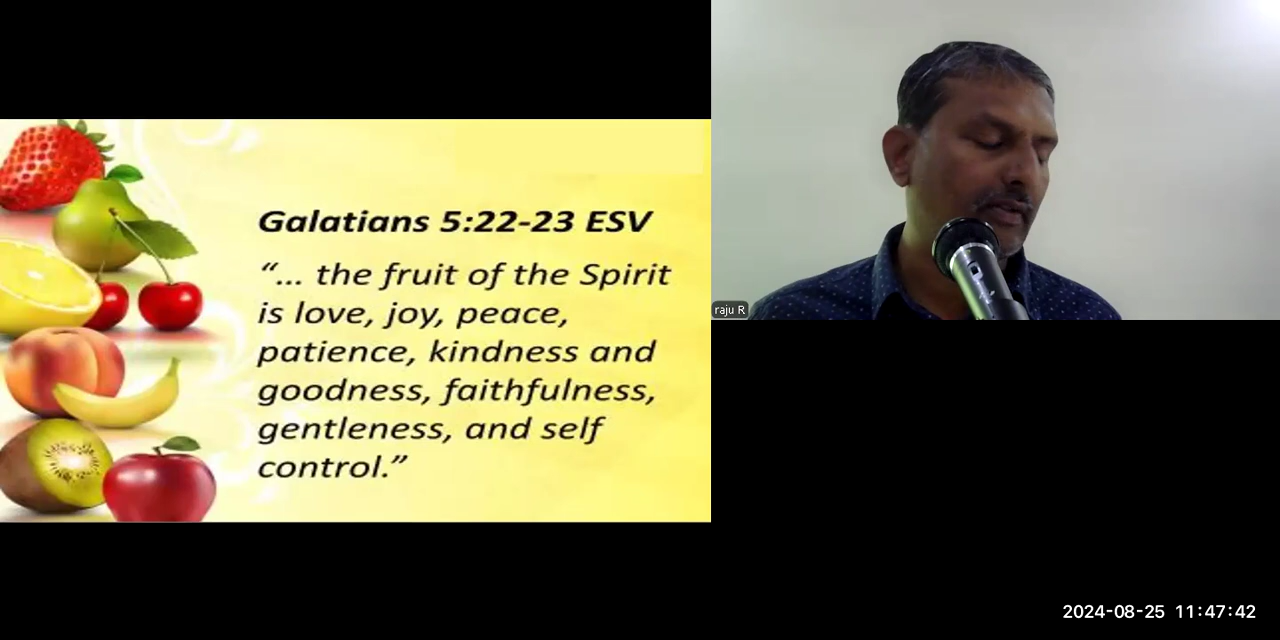 Galatians 5:22-23 ESV
“... the fruit of the Spirit
is love, joy, peace,
patience, kindness and
goodness, faithfulness,
gentleness, and self
control.”
raju R
2024-08-25 11:47:42